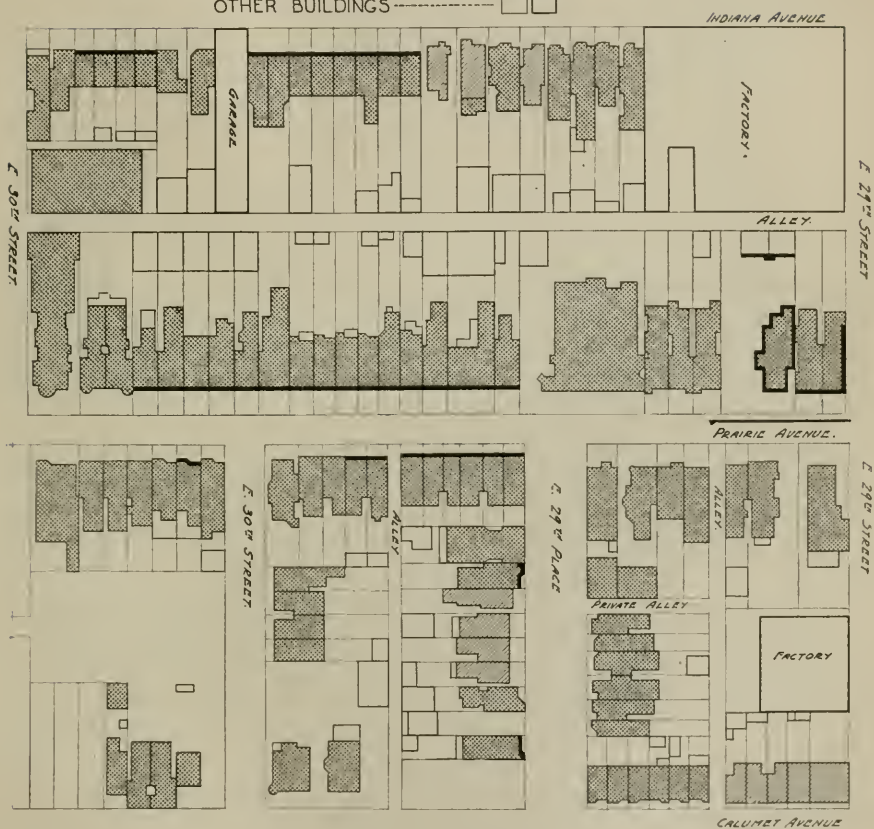 OTHER BUILDINGS
INDIANA AVENUE
GARAGE
FACTORY.
E 30TH STREET
E 29TH STREET
ALLEY.
PRAIRIE AVENUE.
E. 30TH STREET
ALLEY
E. 29TH PLACE
ALLEY.
E 29TH STREET
PRIVATE ALLEY
FACTORY
CALUMET AVENUE